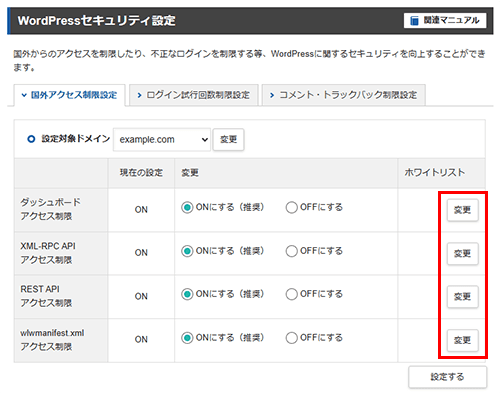 WordPressセキュリティ設定
関連マニュアル
国外からのアクセスを制限したり、不正なログインを制限する等、WordPressに関するセキュリティを向上することができ
ます。
国外アクセス制限設定 ログイン試行回数制限設定 コメント・トラックバック制限設定
設定対象ドメイン example.com 変更
現在の設定 変更 ホワイトリスト
ダッシュボード
アクセス制限 ON ONにする（推奨） OFFにする 変更
XML-RPC API
アクセス制限 ON ONにする（推奨） OFFにする 変更
REST API
アクセス制限 ON ONにする（推奨） OFFにする 変更
wlwmanifest.xml
アクセス制限 ON ONにする（推奨） OFFにする 変更
設定する